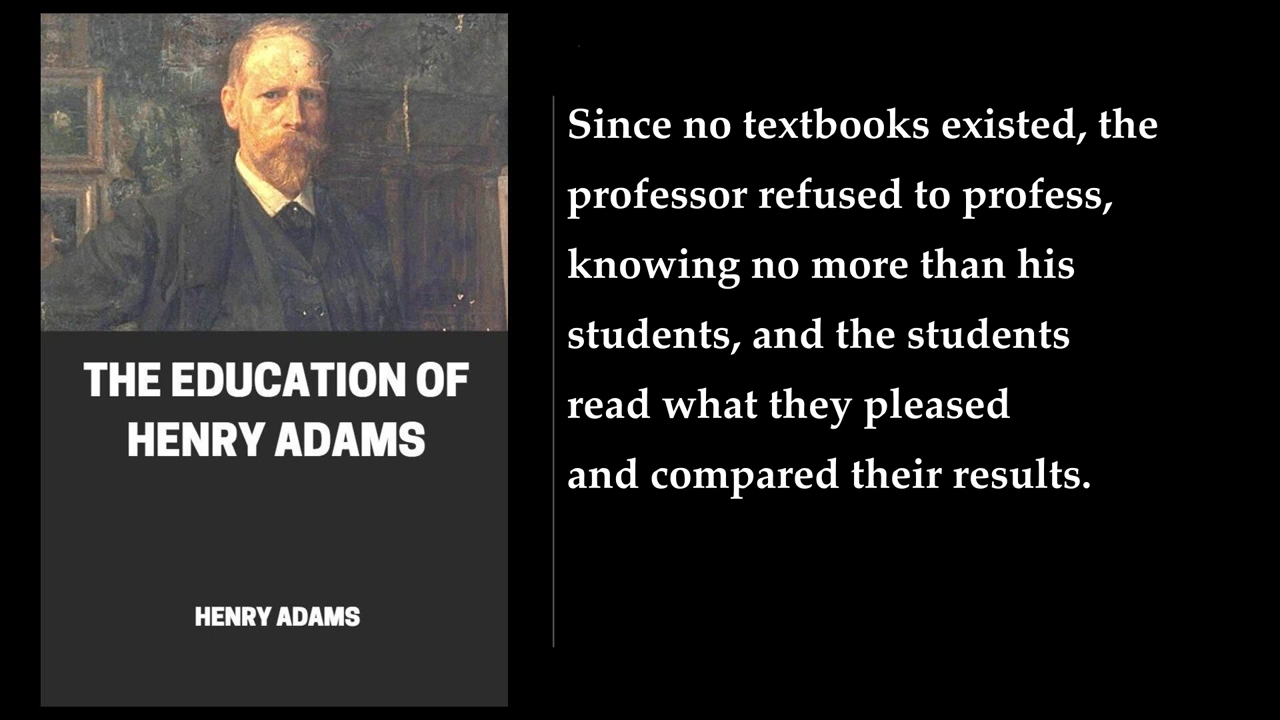 THE EDUCATION OF
HENRY ADAMS
HENRY ADAMS
Since no textbooks existed, the
professor refused to profess,
knowing no more than his
students, and the students
read what they pleased
and compared their results.